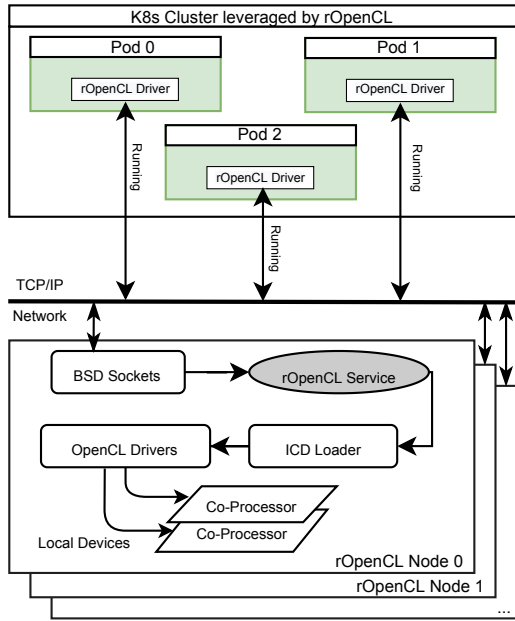 K8s Cluster leveraged by rOpenCL
Pod 0
Pod 1
rOpenCL Driver
rOpenCL Driver
Pod 2
rOpenCL Driver
Running
Running
Running
TCP/IP
Network
BSD Sockets
rOpenCL Service
OpenCL Drivers
ICD Loader
Co-Processor
Co-Processor
Local Devices
rOpenCL Node 0
rOpenCL Node 1
...